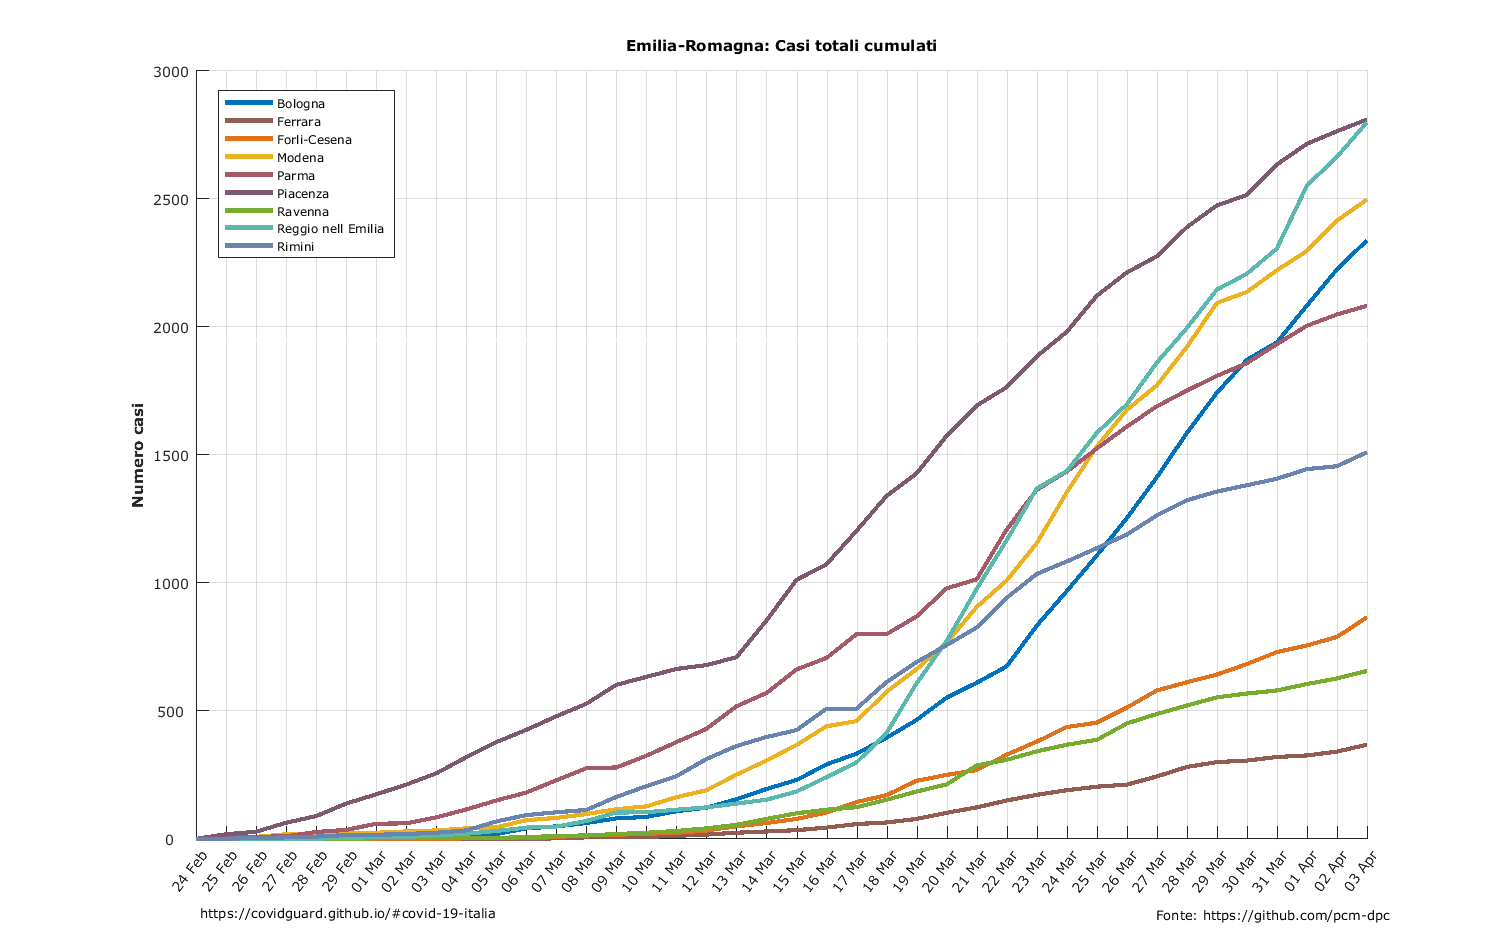 Emilia-Romagna: Casi totali cumulati
3000
2500
2000
1500
1000
500
0
Numero casi
Bologna
Ferrara
Forli-Cesena
Modena
Parma
Piacenza
Ravenna
Reggio nell Emilia
Rimini
24 Feb
25 Feb
26 Feb
27 Feb
28 Feb
29 Feb
01 Mar
02 Mar
03 Mar
04 Mar
05 Mar
06 Mar
07 Mar
08 Mar
09 Mar
10 Mar
11 Mar
12 Mar
13 Mar
14 Mar
15 Mar
16 Mar
17 Mar
18 Mar
19 Mar
20 Mar
21 Mar
22 Mar
23 Mar
24 Mar
25 Mar
26 Mar
27 Mar
28 Mar
29 Mar
30 Mar
31 Mar
01 Apr
02 Apr
03 Apr
https://covidguard.github.io/#covid-19-italia
Fonte: https://github.com/pcm-dpc